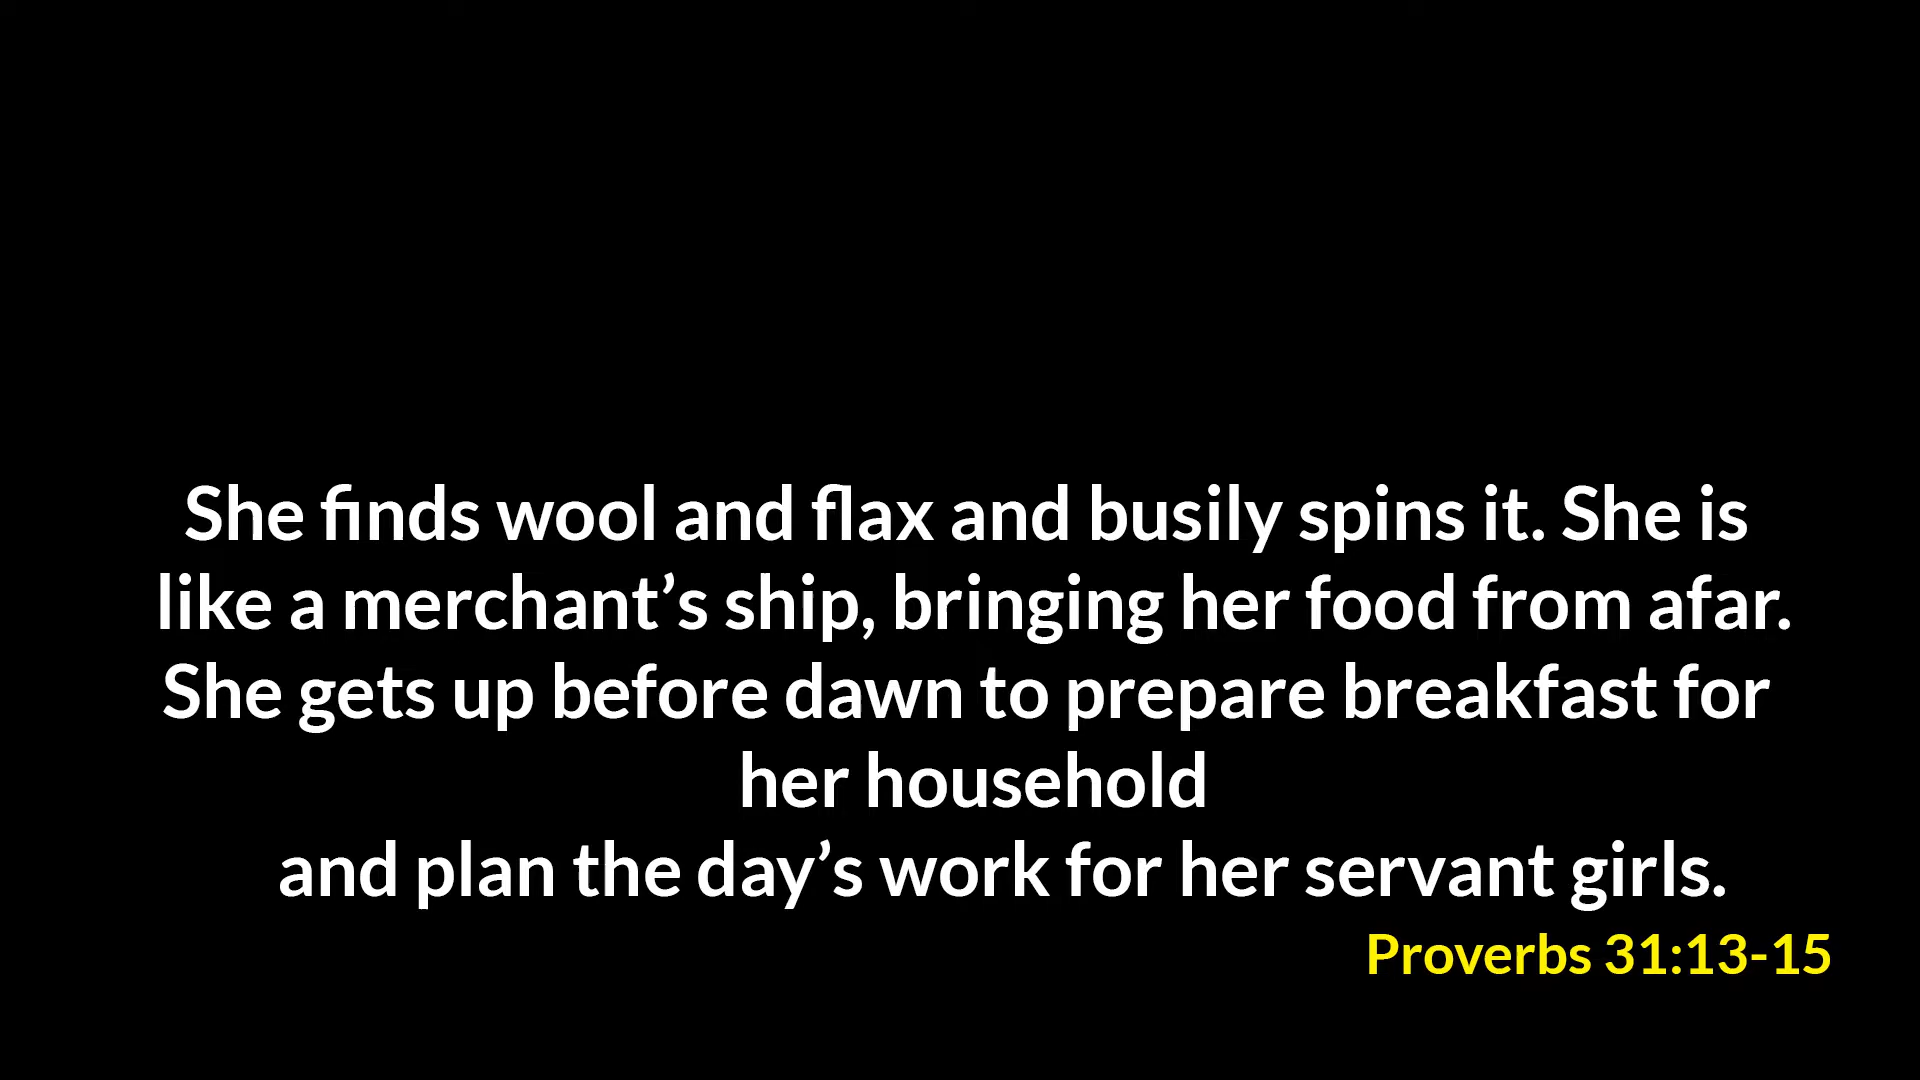 She finds wool and flax and busily spins it. She is
like a merchant’s ship, bringing her food from afar.
She gets up before dawn to prepare breakfast for
her household
and plan the day’s work for her servant girls.
Proverbs 31:13-15